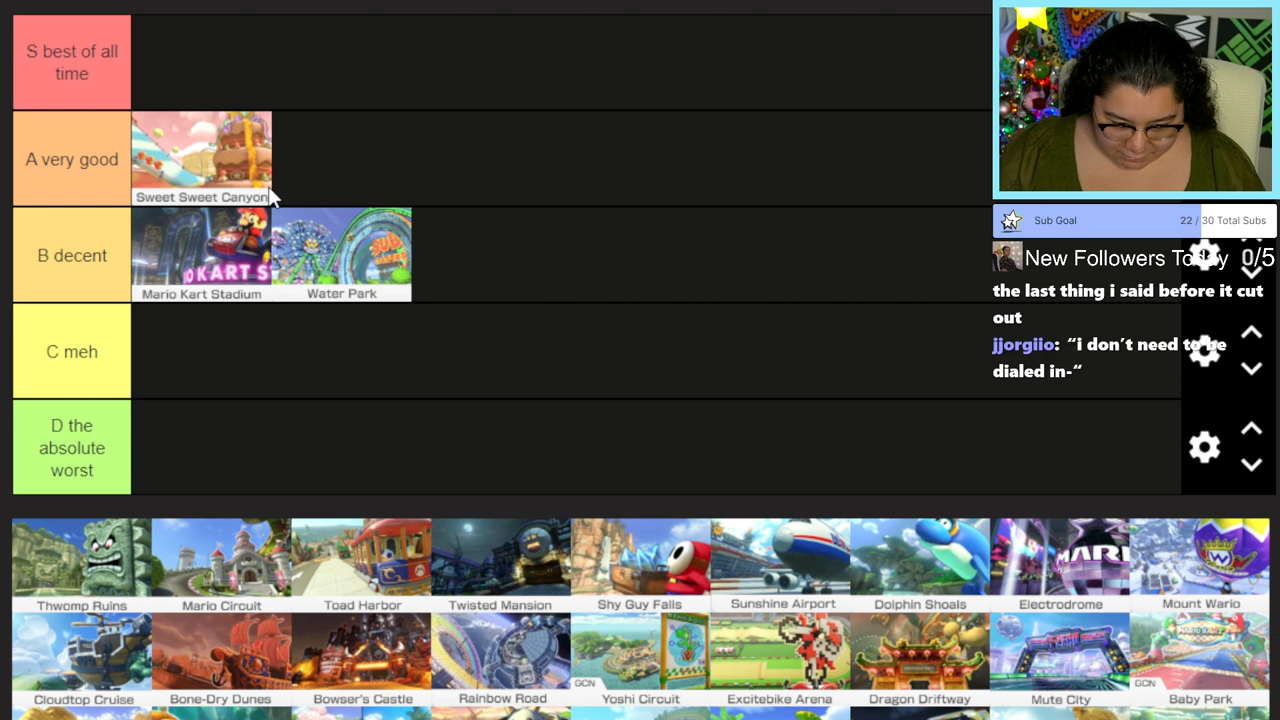 S best of all
time
A very good
Sweet Sweet Canyon
B decent
MARIO KART S
Mario Kart Stadium
Water Park
C meh
D the
absolute
worst
Sub Goal
22 / 30 Total Subs
New Followers Today 0/5
the last thing i said before it cut
out
jjorgiio: “i don’t need to be
dialed in-“
Thwomp Ruins
Mario Circuit
Toad Harbor
Twisted Mansion
Shy Guy Falls
Sunshine Airport
Dolphin Shoals
MARI
Electrodrome
Mount Wario
Cloudtop Cruise
Bone-Dry Dunes
Bowser's Castle
Rainbow Road
GCN
Yoshi Circuit
Excitebike Arena
Dragon Driftway
Mute City
GCN
Baby Park